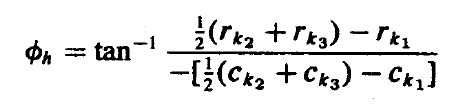 $\phi_h = \tan^{-1} \frac{\frac{1}{2}(r_{k_2} + r_{k_3}) - r_{k_1}}{-[\frac{1}{2}(c_{k_2} + c_{k_3}) - c_{k_1}]}$